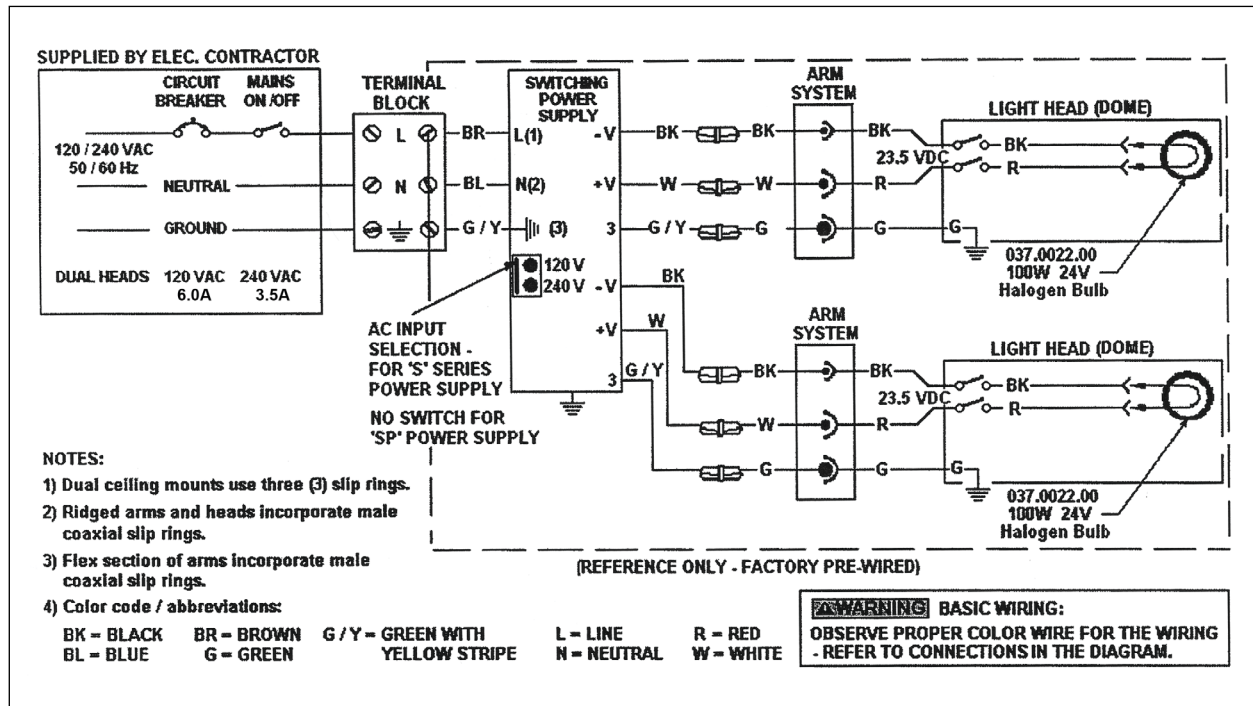 SUPPLIED BY ELEC. CONTRACTOR
CIRCUIT BREAKER
MAINS ON /OFF
120 / 240 VAC
50 / 60 Hz
NEUTRAL
GROUND
DUAL HEADS
120 VAC
6.0A
240 VAC
3.5A
TERMINAL
BLOCK
L
N
BR
BL
G / Y
SWITCHING
POWER
SUPPLY
L(1)
N(2)
(3)
-V
+V
3
120 V
240 V
-V
+V
3
AC INPUT
SELECTION -
FOR 'S' SERIES
POWER SUPPLY
NO SWITCH FOR
'SP' POWER SUPPLY
BK
BK
W
W
G / Y
G
ARM
SYSTEM
BK
R
G
23.5 VDC
LIGHT HEAD (DOME)
BK
R
G
037.0022.00
100W 24V
Halogen Bulb
BK
W
G / Y
BK
W
G
ARM
SYSTEM
BK
R
G
23.5 VDC
LIGHT HEAD (DOME)
BK
R
G
037.0022.00
100W 24V
Halogen Bulb
(REFERENCE ONLY - FACTORY PRE-WIRED)
NOTES:
1) Dual ceiling mounts use three (3) slip rings.
2) Ridged arms and heads incorporate male
coaxial slip rings.
3) Flex section of arms incorporate male
coaxial slip rings.
4) Color code / abbreviations:
BK = BLACK BR = BROWN G / Y = GREEN WITH L = LINE R = RED
BL = BLUE G = GREEN YELLOW STRIPE N = NEUTRAL W = WHITE
WARNING BASIC WIRING:
OBSERVE PROPER COLOR WIRE FOR THE WIRING
- REFER TO CONNECTIONS IN THE DIAGRAM.